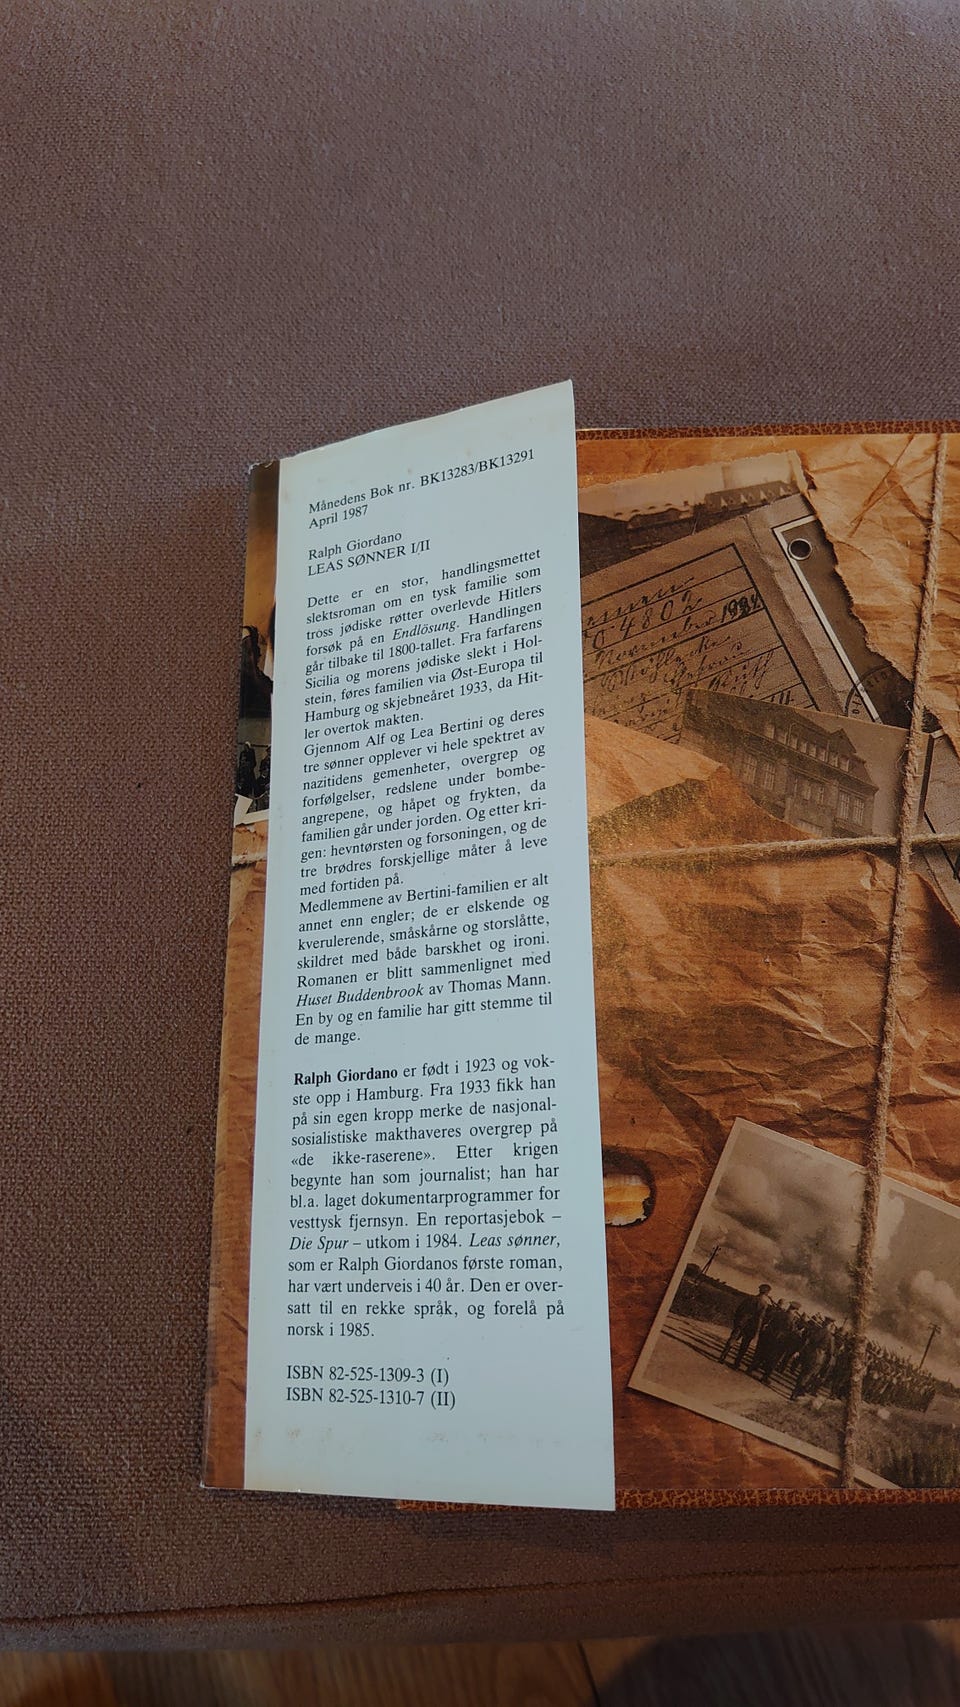 Månedens Bok nr. BK13283/BK13291
April 1987
Ralph Giordano
LEAS SØNNER I/II
Dette er en stor, handlingsmettet
slektsroman om en tysk familie som
tross jødiske røtter overlevde Hitlers
forsøk på en Endlösung. Handlingen
går tilbake til 1800-tallet. Fra farfarens
Sicilia og morens jødiske slekt i Hol-
stein, føres familien via Øst-Europa til
Hamburg og skjebneåret 1933, da Hit-
ler overtok makten.
Gjennom Alf og Lea Bertini og deres
tre sønner opplever vi hele spektret av
nazitidens gemenheter, overgrep og
forfølgelser, redslene under bombe-
angrepene, og håpet og frykten, da
familien går under jorden. Og etter kri-
gen: hevntørsten og forsoningen, og de
tre brødres forskjellige måter å leve
med fortiden på.
Medlemmene av Bertini-familien er alt
annet enn engler; de er elskende og
kverulerende, småskårne og storslåtte,
skildret med både barskhet og ironi.
Romanen er blitt sammenlignet med
Huset Buddenbrook av Thomas Mann.
En by og en familie har gitt stemme til
de mange.
Ralph Giordano er født i 1923 og vok-
ste opp i Hamburg. Fra 1933 fikk han
på sin egen kropp merke de nasjonal-
sosialistiske makthaveres overgrep på
«de ikke-raserene». Etter krigen
begynte han som journalist; han har
bl.a. laget dokumentarprogrammer for
vesttysk fjernsyn. En reportasjebok –
Die Spur – utkom i 1984. Leas sønner,
som er Ralph Giordanos første roman,
har vært underveis i 40 år. Den er over-
satt til en rekke språk, og forelå på
norsk i 1985.
ISBN 82-525-1309-3 (I)
ISBN 82-525-1310-7 (II)
4802
November